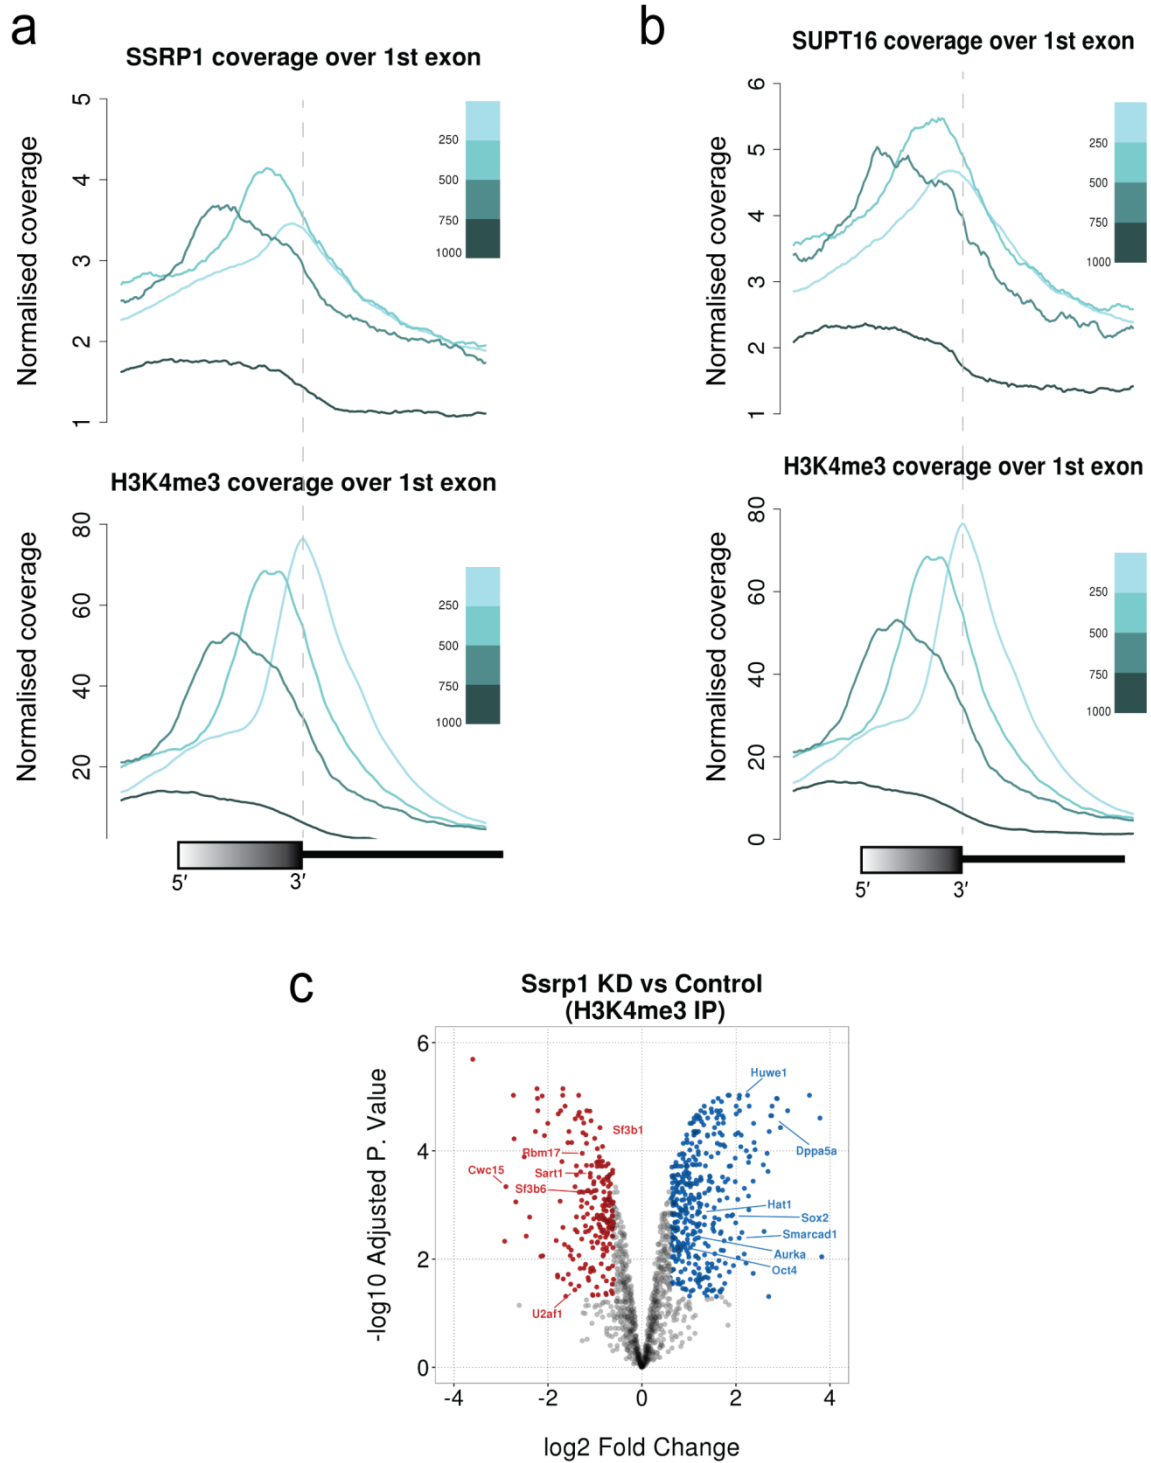 a
SSRP1 coverage over 1st exon
Normalised coverage
5
4
3
2
1
250
500
750
1000
H3K4me3 coverage over 1st exon
Normalised coverage
80
60
40
20
250
500
750
1000
5′ 3′
b
SUPT16 coverage over 1st exon
Normalised coverage
6
5
4
3
2
1
250
500
750
1000
H3K4me3 coverage over 1st exon
Normalised coverage
80
60
40
20
0
250
500
750
1000
5′ 3′
c
Ssrp1 KD vs Control
(H3K4me3 IP)
-log10 Adjusted P. Value
6
4
2
0
Huwe1
Sf3b1
Rbm17
Dppa5a
Cwc15
Sart1
Sf3b6
Hat1
Sox2
Smarcad1
Aurka
Oct4
U2af1
-4 -2 0 2 4
log2 Fold Change